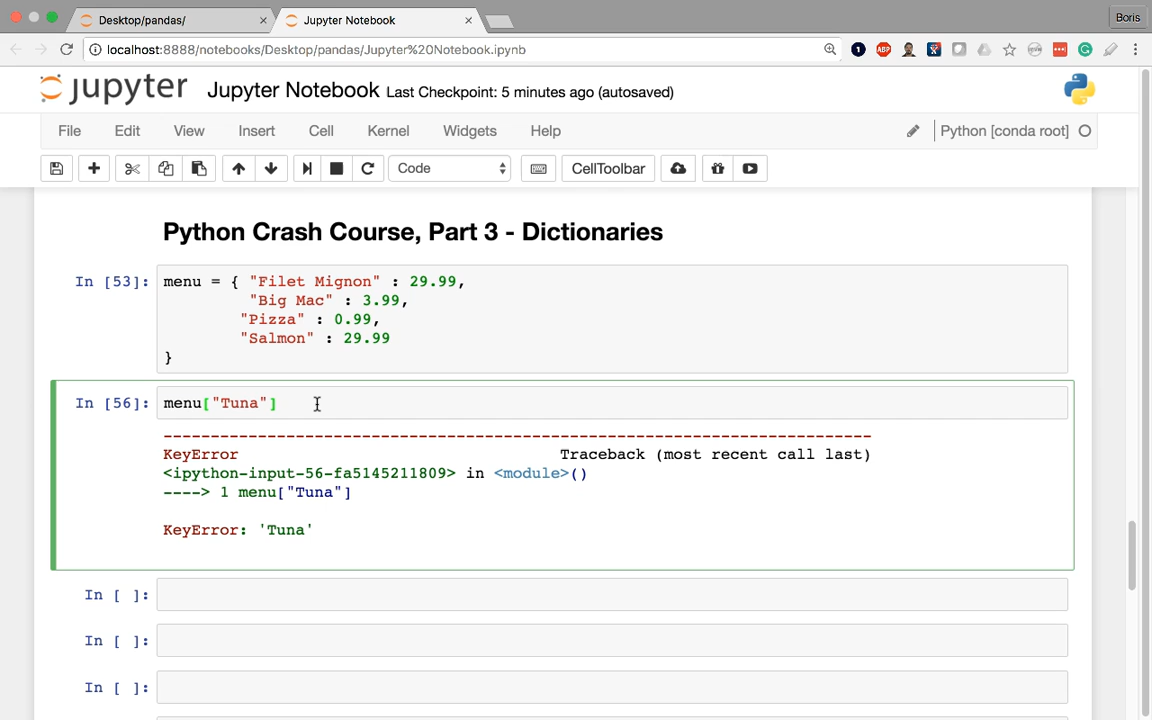 Desktop/pandas/
Jupyter Notebook
Boris
localhost:8888/notebooks/Desktop/pandas/Jupyter%20Notebook.ipynb
1
ABP
jupyter
Jupyter Notebook Last Checkpoint: 5 minutes ago (autosaved)
File Edit View Insert Cell Kernel Widgets Help
Python [conda root]
Code
CellToolbar
Python Crash Course, Part 3 - Dictionaries
In [53]: menu = { "Filet Mignon" : 29.99,
"Big Mac" : 3.99,
"Pizza" : 0.99,
"Salmon" : 29.99
}
In [56]: menu["Tuna"]
---------------------------------------------------------------------------
KeyError Traceback (most recent call last)
<ipython-input-56-fa5145211809> in <module>()
----> 1 menu["Tuna"]
KeyError: 'Tuna'
In [ ]:
In [ ]:
In [ ]: